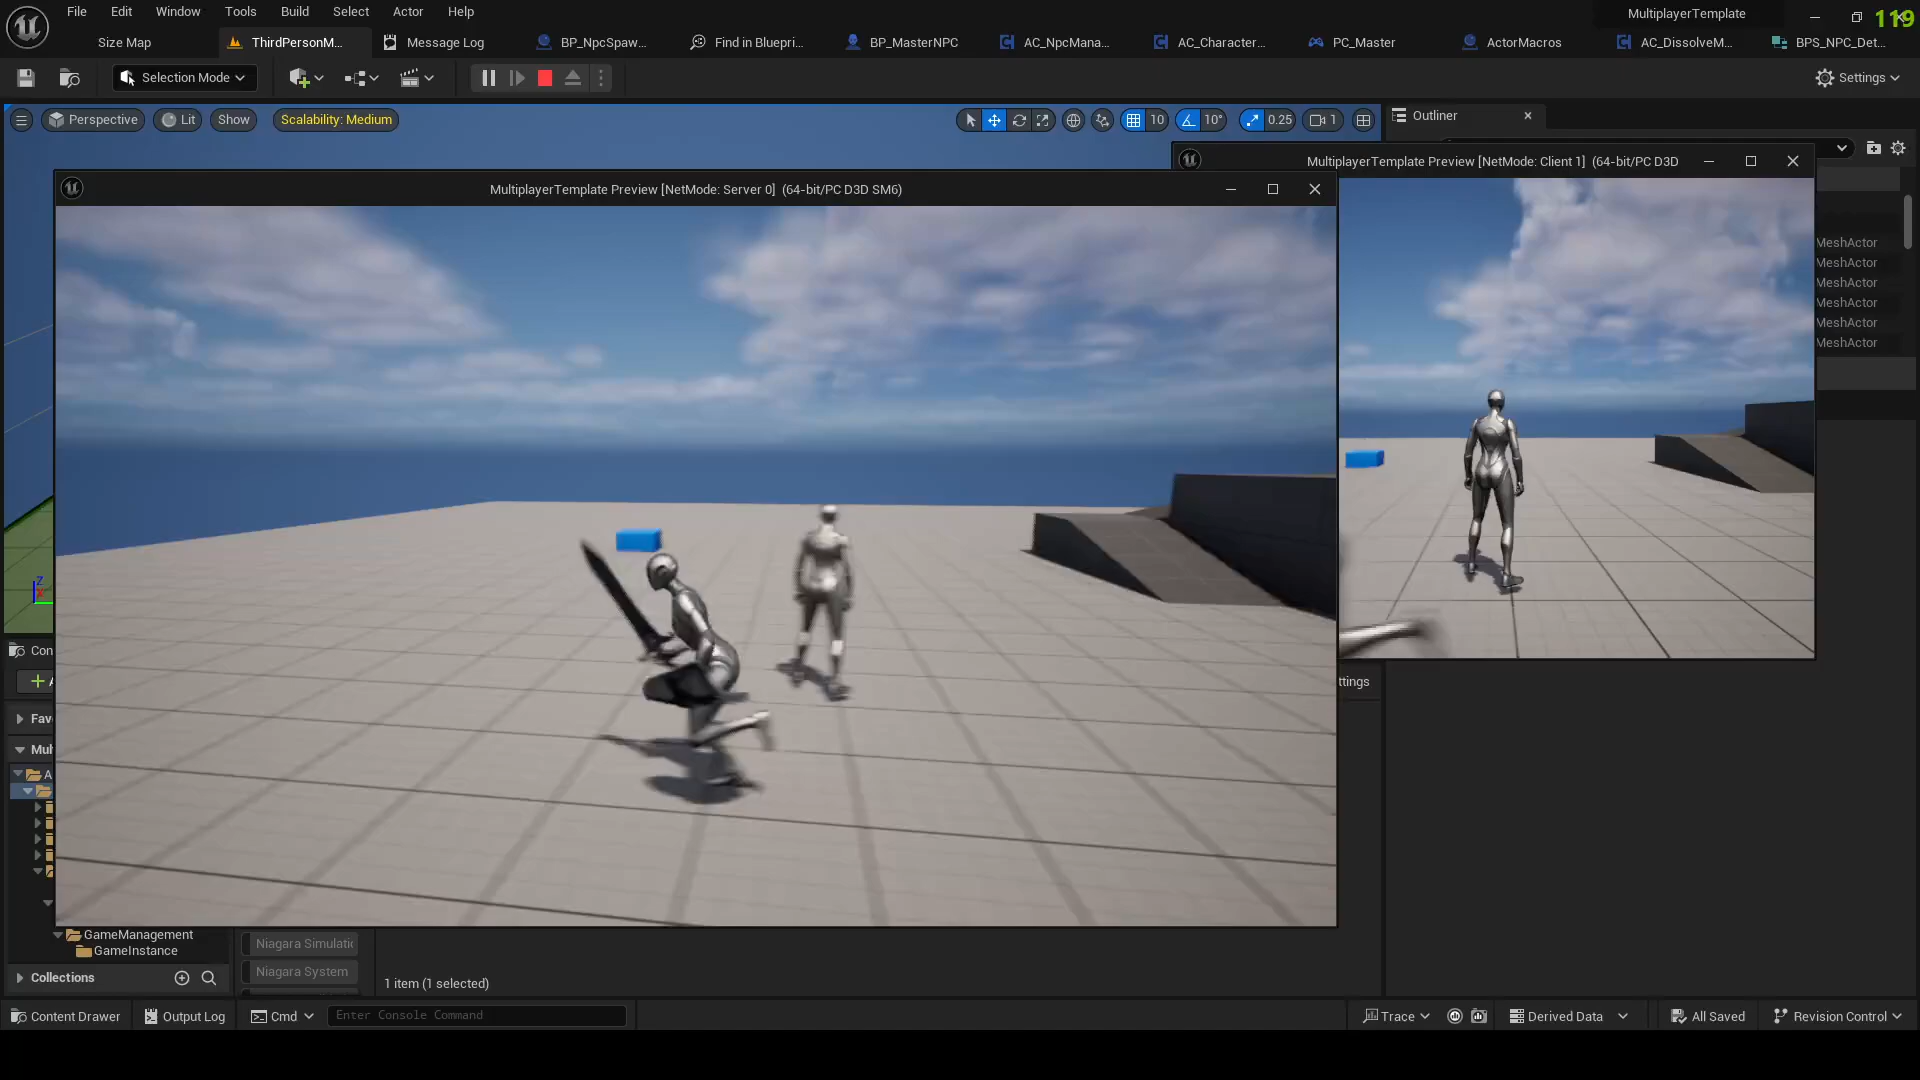 File Edit Window Tools Build Select Actor Help
MultiplayerTemplate
119
Size Map
ThirdPersonM...
Message Log
BP_NpcSpaw...
Find in Bluepri...
BP_MasterNPC
AC_NpcMana...
AC_Character...
PC_Master
ActorMacros
AC_DissolveM...
BPS_NPC_Det...
Selection Mode
Settings
Perspective
Lit
Show
Scalability: Medium
10
10°
0.25
1
Outliner
MultiplayerTemplate Preview [NetMode: Client 1] (64-bit/PC D3D
MultiplayerTemplate Preview [NetMode: Server 0] (64-bit/PC D3D SM6)
MeshActor
MeshActor
MeshActor
MeshActor
MeshActor
MeshActor
Z
Con
ttings
A
Fav
Mul
A
GameManagement
GameInstance
Niagara Simulatic
Niagara System
Collections
1 item (1 selected)
Content Drawer
Output Log
Cmd
Enter Console Command
Trace
Derived Data
All Saved
Revision Control